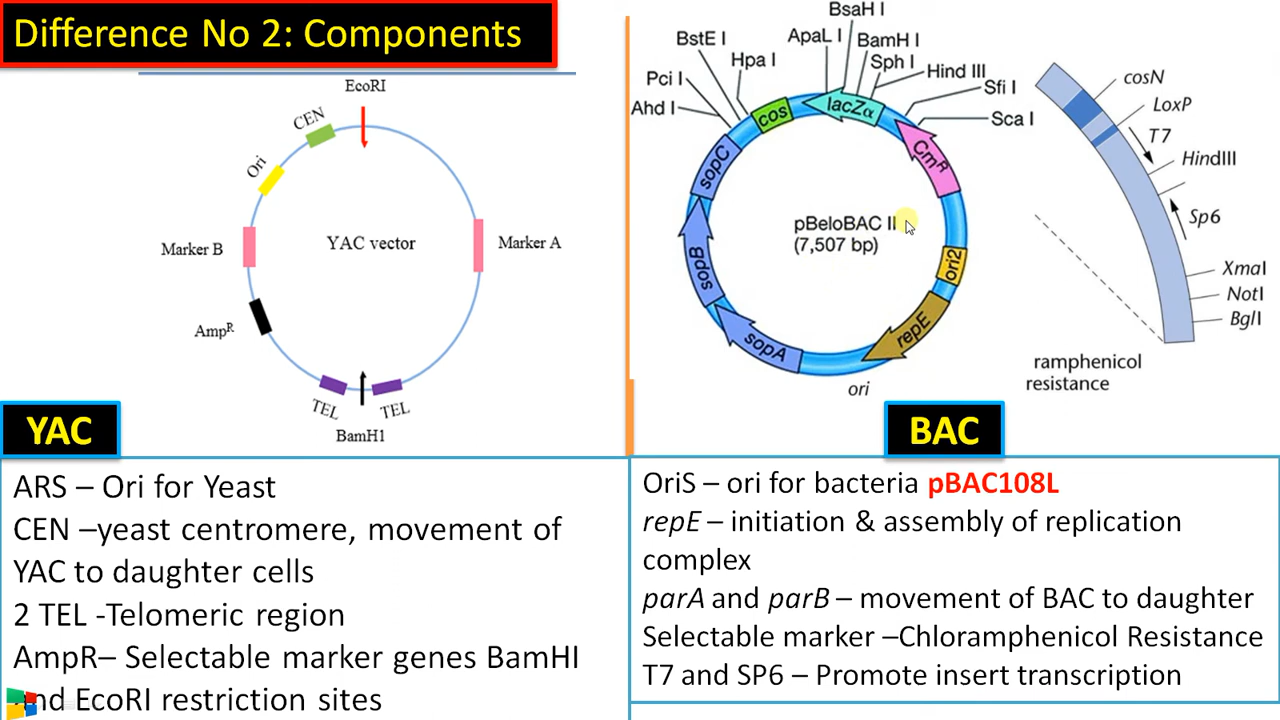 Difference No 2: Components
EcoRI
CEN
Ori
Marker B
YAC vector
Marker A
AmpR
TEL
TEL
BamH1
YAC
ARS – Ori for Yeast
CEN –yeast centromere, movement of
YAC to daughter cells
2 TEL -Telomeric region
AmpR– Selectable marker genes BamHI
and EcoRI restriction sites
BsaH I
BstE I
ApaL I
BamH I
Hpa I
Sph I
Pci I
Hind III
Ahd I
Sfi I
Sca I
cos
lacZα
CmR
sopC
pBeloBAC II
(7,507 bp)
sopB
ori2
repE
sopA
ori
cosN
LoxP
T7
HindIII
Sp6
XmaI
NotI
BglI
ramphenicol
resistance
BAC
OriS – ori for bacteria pBAC108L
repE – initiation & assembly of replication
complex
parA and parB – movement of BAC to daughter
Selectable marker –Chloramphenicol Resistance
T7 and SP6 – Promote insert transcription